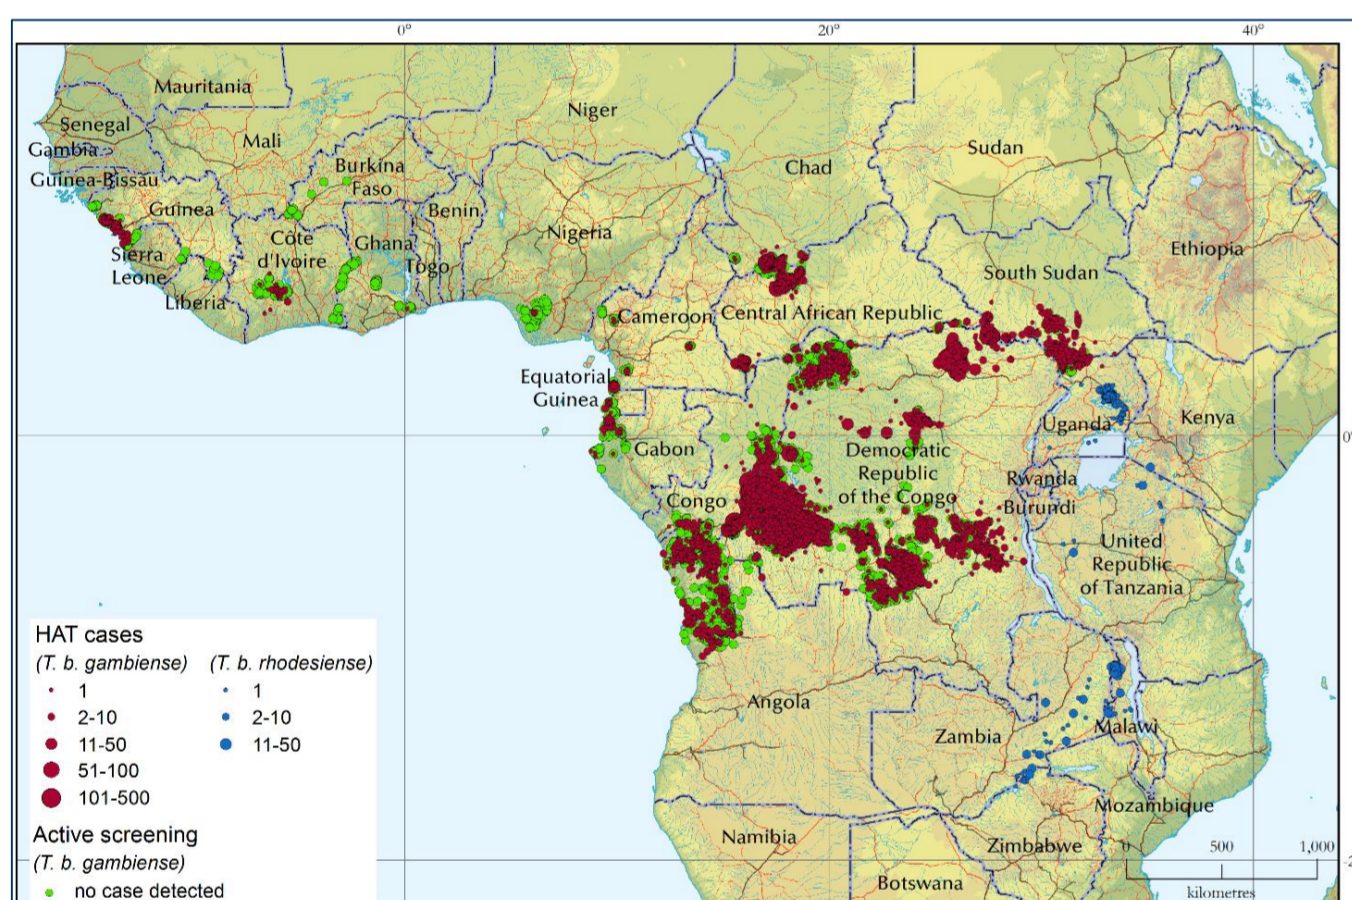 0°
20°
40°
Mauritania
Niger
Senegal
Mali
Sudan
Gambia
Burkina
Faso
Chad
Guinea-Bissau
Guinea
Benin
Nigeria
Côte
d'Ivoire
Ghana
Togo
Ethiopia
Sierra
Leone
South Sudan
Liberia
Cameroon
Central African Republic
Equatorial
Guinea
Uganda
Kenya
0°
Gabon
Democratic
Republic
of the Congo
Rwanda
Congo
Burundi
United
Republic
of Tanzania
HAT cases
(T. b. gambiense)
(T. b. rhodesiense)
1
1
2-10
2-10
11-50
11-50
51-100
101-500
Active screening
(T. b. gambiense)
no case detected
Angola
Zambia
Malawi
Mozambique
Namibia
Zimbabwe
Botswana
0
500
1,000
kilometres